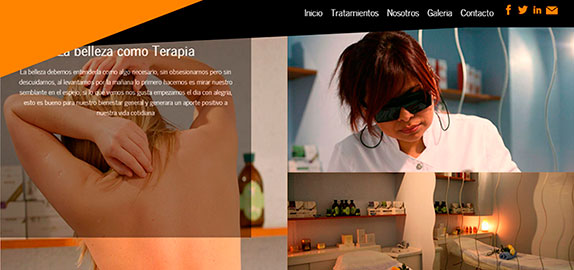 Inicio Tratamientos Nosotros Galeria Contacto
la belleza como Terapia
La belleza debemos entenderla como algo necesario, sin obsesionarnos pero sin
descuidarnos, al levantarnos por la mañana lo primero hacemos es mirar nuestro
semblante en el espejo, si lo que vemos nos gusta empezamos el dia con alegria,
esto es bueno para nuestro bienestar general y generara un aporte positivo a
nuestra vida cotidiana